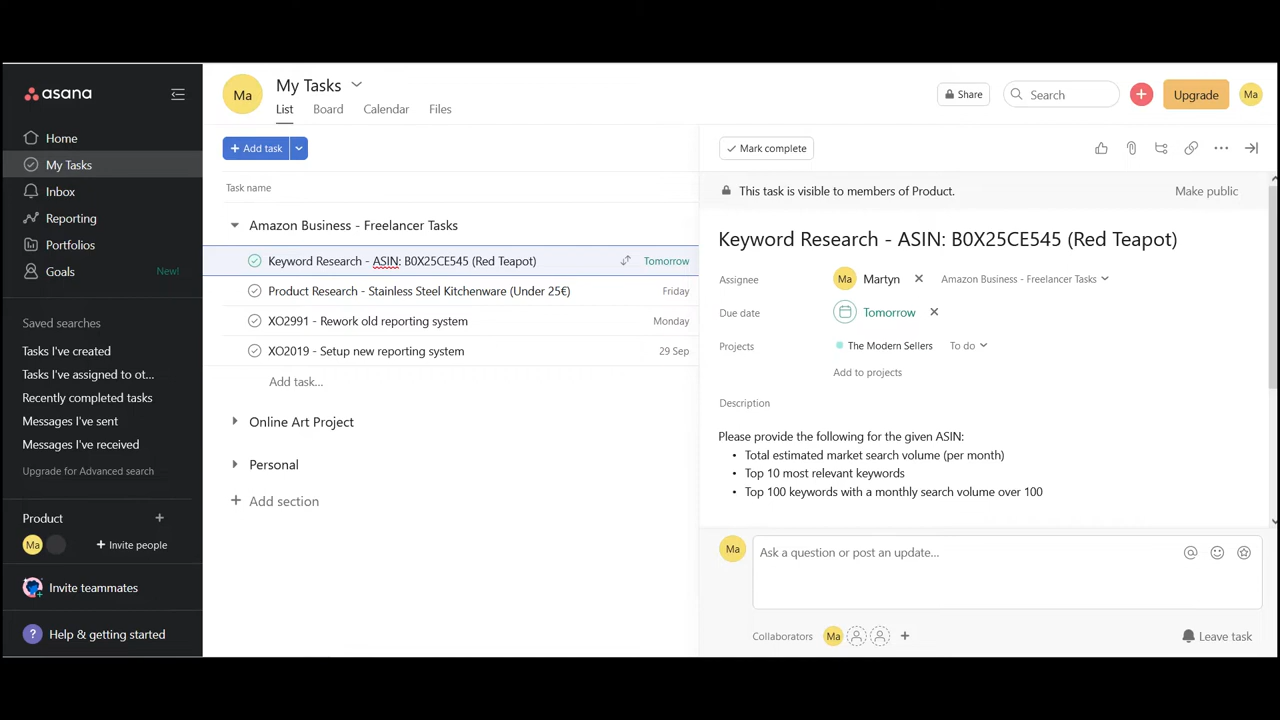 asana
Home
My Tasks
Inbox
Reporting
Portfolios
Goals New!
Saved searches
Tasks I've created
Tasks I've assigned to ot...
Recently completed tasks
Messages I've sent
Messages I've received
Upgrade for Advanced search
Product +
Ma + Invite people
Invite teammates
? Help & getting started
Ma My Tasks
List Board Calendar Files
Share Search + Upgrade Ma
+ Add task
Task name
Amazon Business - Freelancer Tasks
Keyword Research - ASIN: B0X25CE545 (Red Teapot) Tomorrow
Product Research - Stainless Steel Kitchenware (Under 25€) Friday
XO2991 - Rework old reporting system Monday
XO2019 - Setup new reporting system 29 Sep
Add task...
Online Art Project
Personal
+ Add section
Mark complete
This task is visible to members of Product. Make public
Keyword Research - ASIN: B0X25CE545 (Red Teapot)
Assignee Ma Martyn Amazon Business - Freelancer Tasks
Due date Tomorrow
Projects The Modern Sellers To do
Add to projects
Description
Please provide the following for the given ASIN:
• Total estimated market search volume (per month)
• Top 10 most relevant keywords
• Top 100 keywords with a monthly search volume over 100
Ma Ask a question or post an update...
Collaborators Ma + Leave task